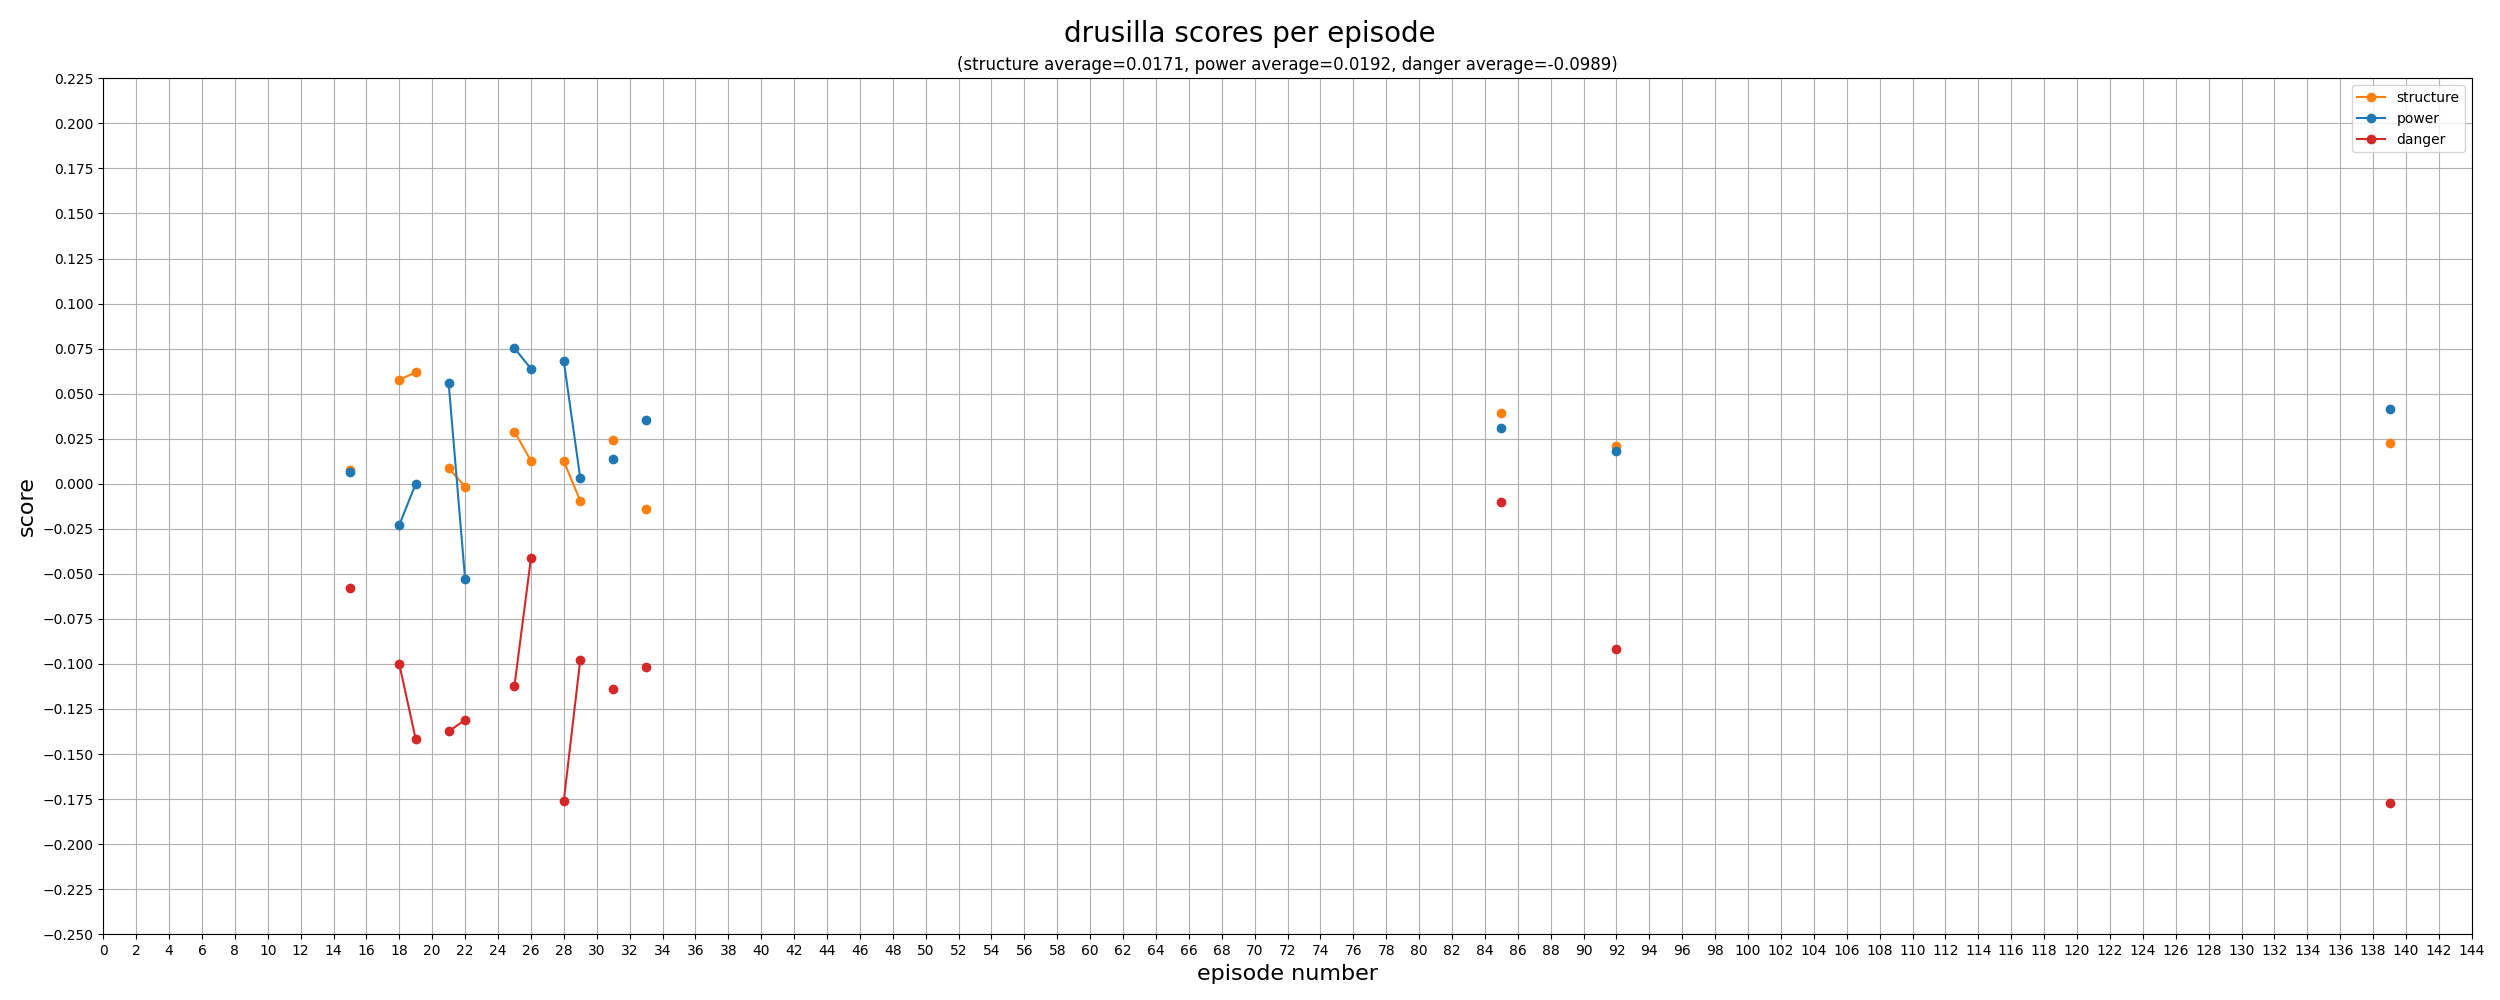 drusilla scores per episode
(structure average=0.0171, power average=0.0192, danger average=-0.0989)
structure
power
danger
0.225
0.200
0.175
0.150
0.125
0.100
0.075
0.050
0.025
0.000
−0.025
−0.050
−0.075
−0.100
−0.125
−0.150
−0.175
−0.200
−0.225
−0.250
score
0 2 4 6 8 10 12 14 16 18 20 22 24 26 28 30 32 34 36 38 40 42 44 46 48 50 52 54 56 58 60 62 64 66 68 70 72 74 76 78 80 82 84 86 88 90 92 94 96 98 100 102 104 106 108 110 112 114 116 118 120 122 124 126 128 130 132 134 136 138 140 142 144
episode number